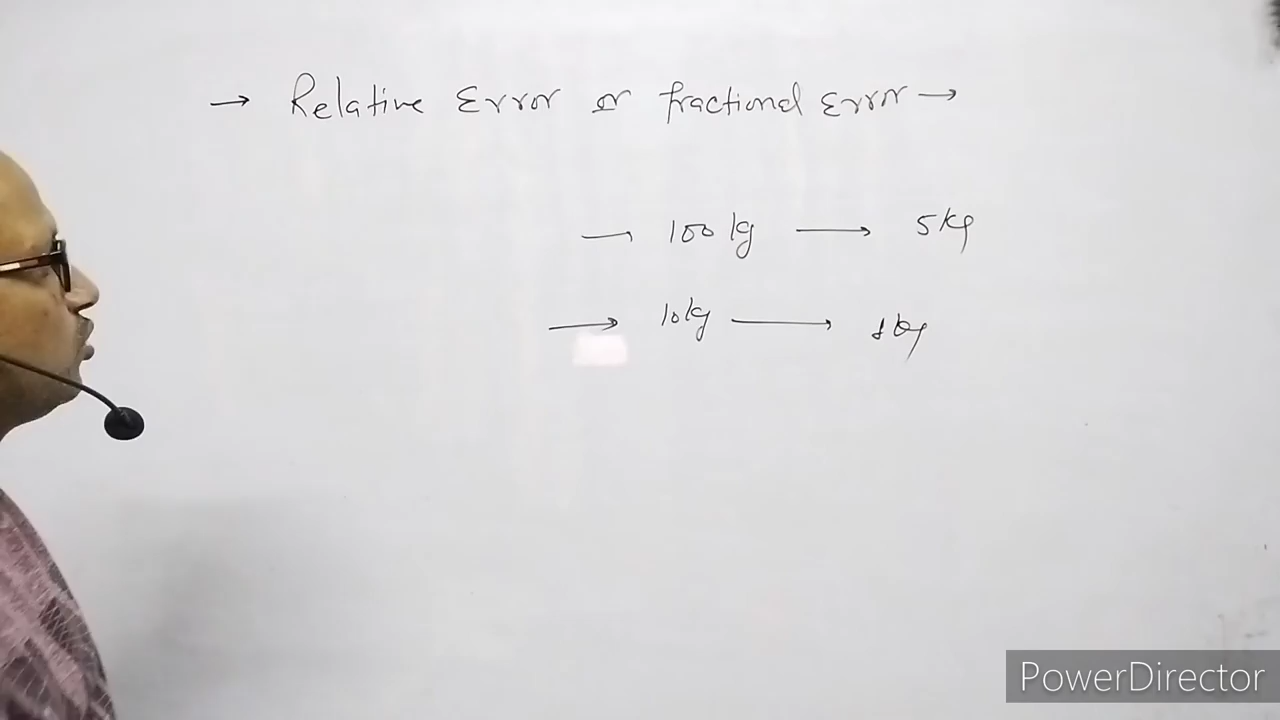 → Relative Error or fractional Error →
— 100 kg → 5 kg
→ 10 kg → 1 kg
PowerDirector